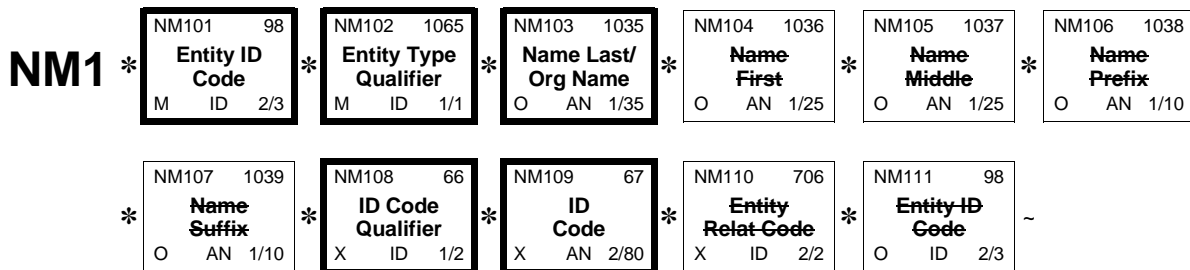 NM1 * NM101 98 * NM102 1065 * NM103 1035 * NM104 1036 * NM105 1037 * NM106 1038
Entity ID Entity Type Name Last/ Name Name Name
Code Qualifier Org Name First Middle Prefix
M ID 2/3 M ID 1/1 O AN 1/35 O AN 1/25 O AN 1/25 O AN 1/10
* NM107 1039 * NM108 66 * NM109 67 * NM110 706 * NM111 98 ~
Name ID Code ID Entity Entity ID
Suffix Qualifier Code Relat Code Code
O AN 1/10 X ID 1/2 X AN 2/80 X ID 2/2 O ID 2/3